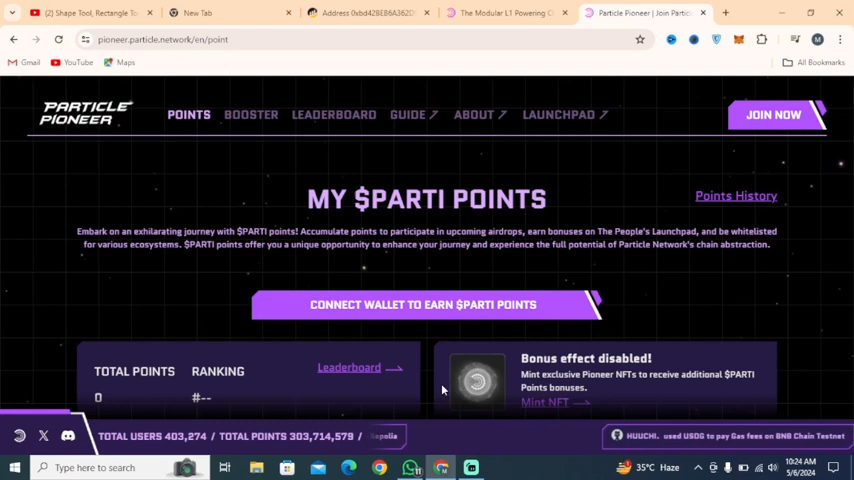 (2) Shape Tool, Rectangle To
New Tab
Address 0xbd42BEB6A362D
The Modular L1 Powering C
Particle Pioneer | Join Partic
pioneer.particle.network/en/point
M
Gmail
YouTube
Maps
All Bookmarks
PARTICLE
PIONEER
POINTS
BOOSTER
LEADERBOARD
GUIDE
ABOUT
LAUNCHPAD
JOIN NOW
MY $PARTI POINTS
Points History
Embark on an exhilarating journey with $PARTI points! Accumulate points to participate in upcoming airdrops, earn bonuses on The People's Launchpad, and be whitelisted
for various ecosystems. $PARTI points offer you a unique opportunity to enhance your journey and experience the full potential of Particle Network's chain abstraction.
CONNECT WALLET TO EARN $PARTI POINTS
TOTAL POINTS
RANKING
Leaderboard
0
#--
Bonus effect disabled!
Mint exclusive Pioneer NFTs to receive additional $PARTI
Points bonuses.
Mint NFT
TOTAL USERS 403,274 / TOTAL POINTS 303,714,579 /
Sepolia
HUUCHI. used USDG to pay Gas fees on BNB Chain Testnet
Type here to search
35°C Haze
10:24 AM
5/6/2024